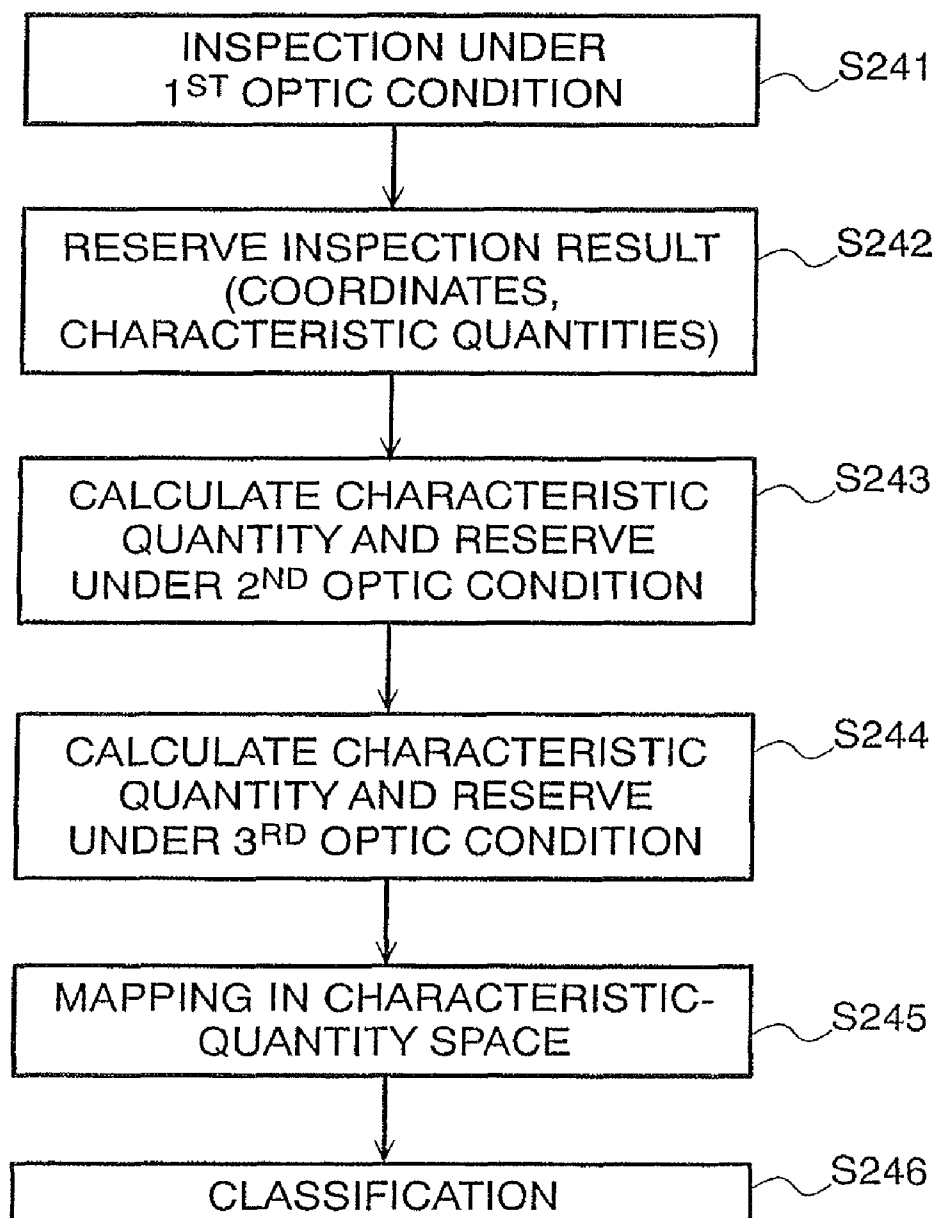 INSPECTION UNDER
1ST OPTIC CONDITION
S241
RESERVE INSPECTION RESULT
(COORDINATES,
CHARACTERISTIC QUANTITIES)
S242
CALCULATE CHARACTERISTIC
QUANTITY AND RESERVE
UNDER 2ND OPTIC CONDITION
S243
CALCULATE CHARACTERISTIC
QUANTITY AND RESERVE
UNDER 3RD OPTIC CONDITION
S244
MAPPING IN CHARACTERISTIC-
QUANTITY SPACE
S245
CLASSIFICATION
S246